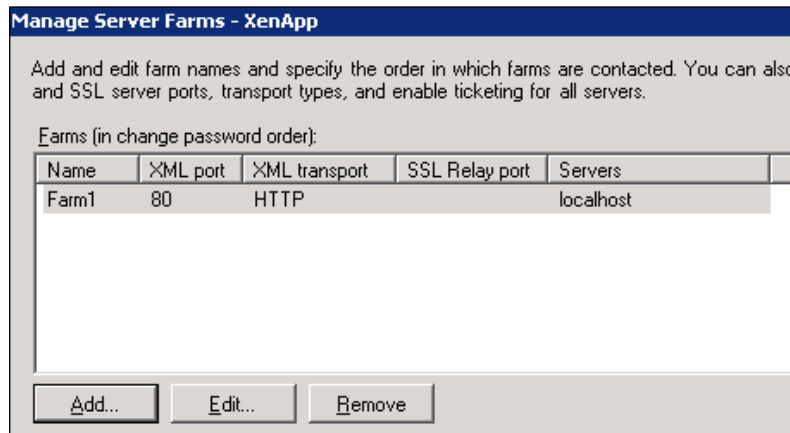 Manage Server Farms - XenApp
Add and edit farm names and specify the order in which farms are contacted. You can also
and SSL server ports, transport types, and enable ticketing for all servers.
Farms (in change password order):
Name XML port XML transport SSL Relay port Servers
Farm1 80 HTTP localhost
Add... Edit... Remove